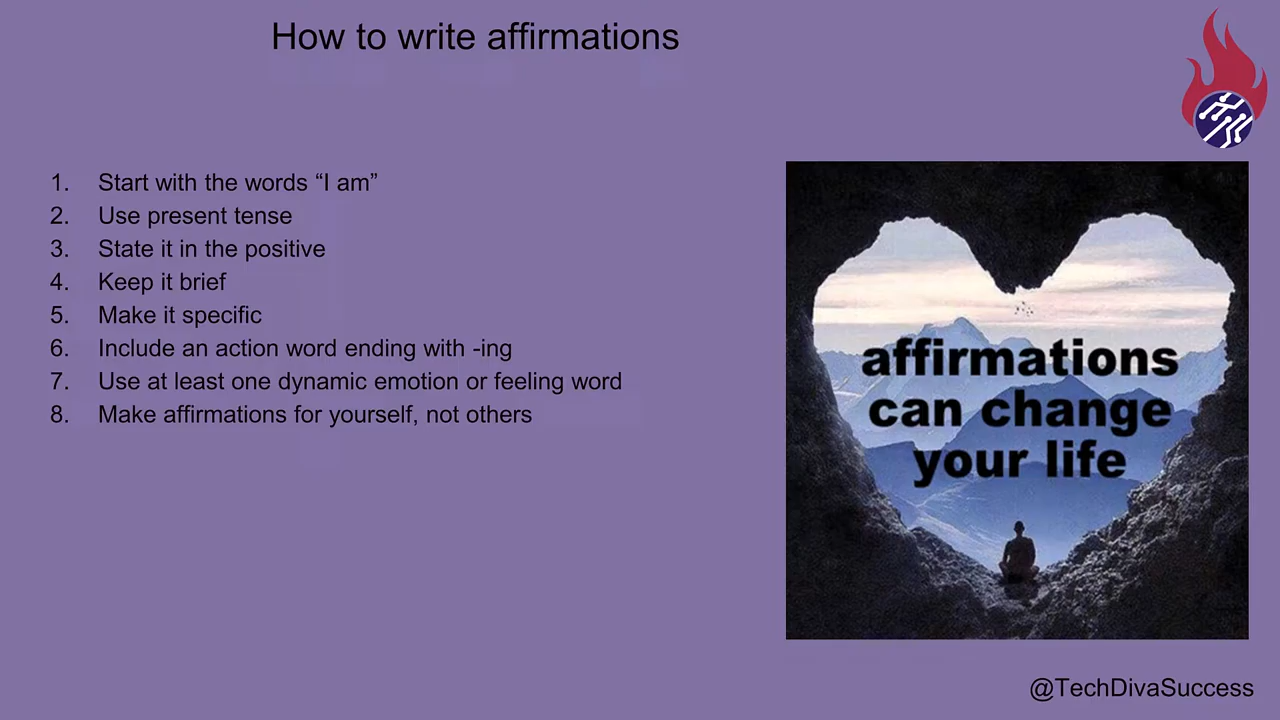 How to write affirmations
1. Start with the words “I am”
2. Use present tense
3. State it in the positive
4. Keep it brief
5. Make it specific
6. Include an action word ending with -ing
7. Use at least one dynamic emotion or feeling word
8. Make affirmations for yourself, not others
affirmations
can change
your life
@TechDivaSuccess